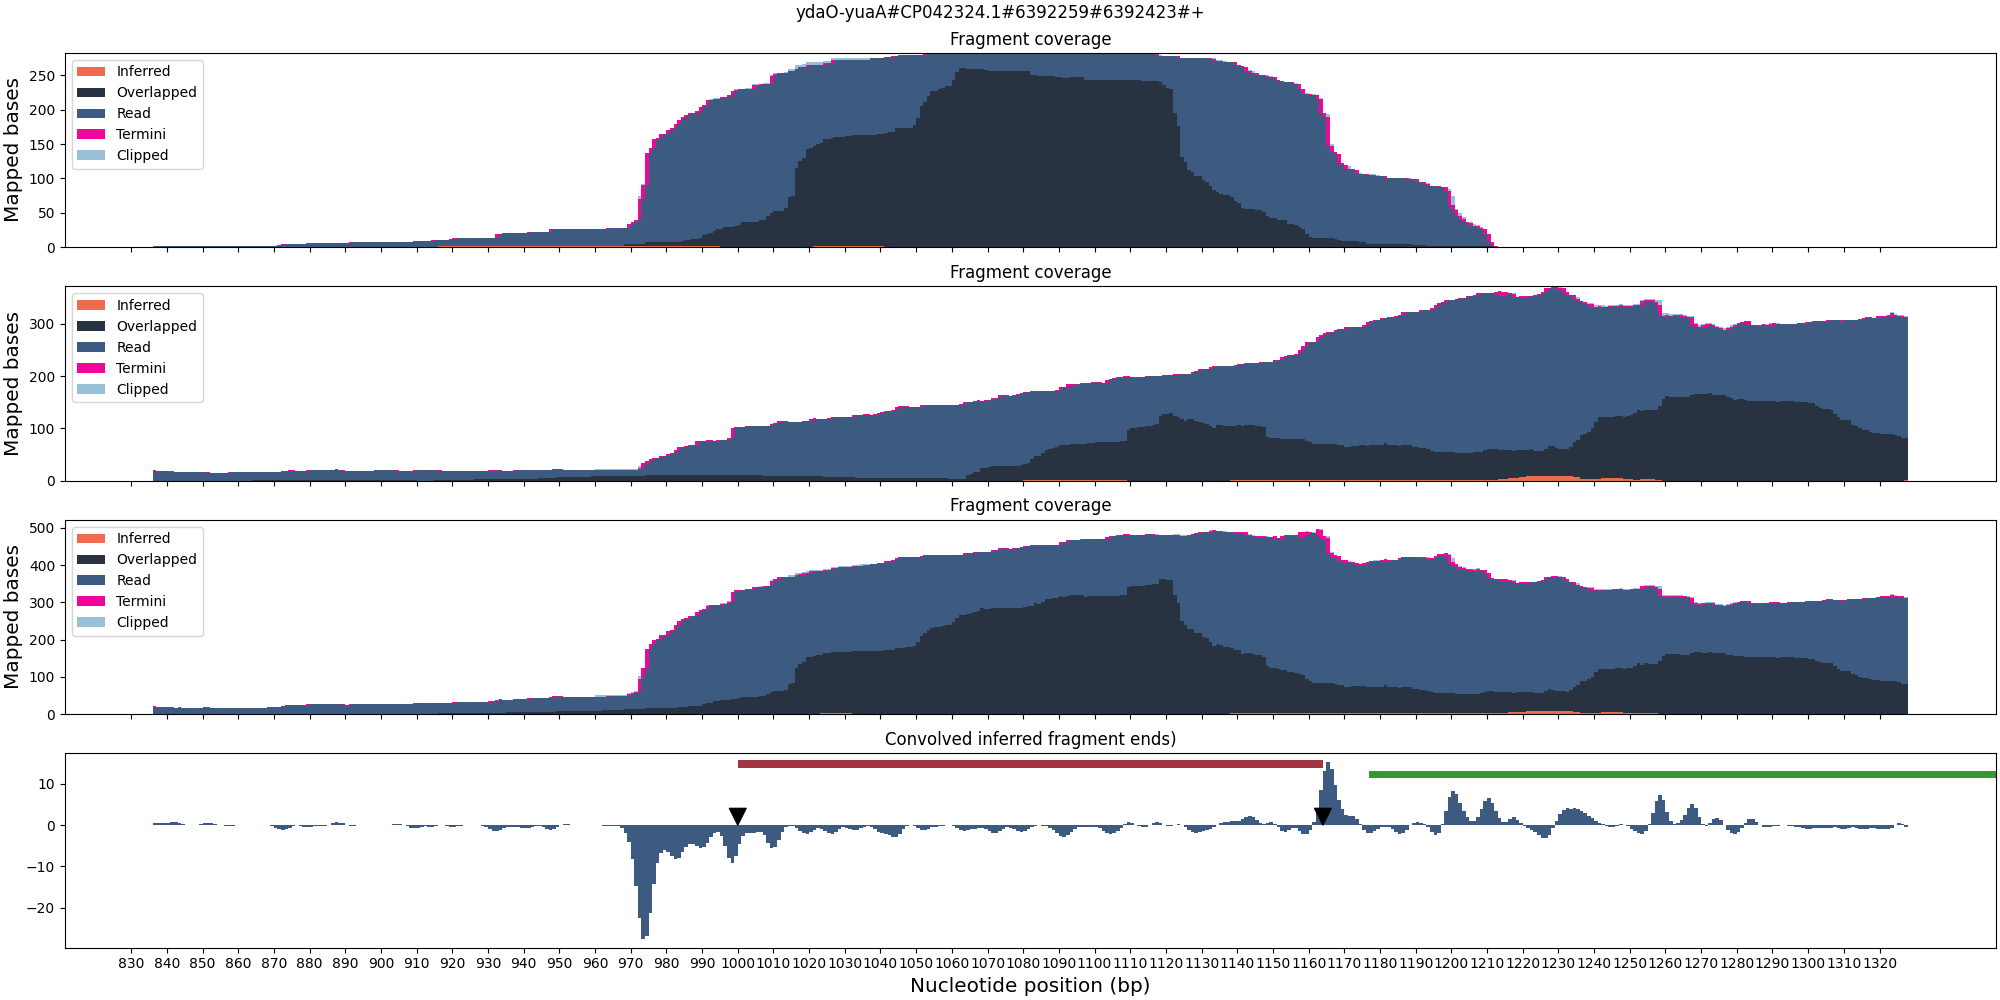 ydaO-yuaA#CP042324.1#6392259#6392423#+
Fragment coverage
Mapped bases
250
200
150
100
50
0
Inferred
Overlapped
Read
Termini
Clipped
Fragment coverage
Mapped bases
300
200
100
0
Inferred
Overlapped
Read
Termini
Clipped
Fragment coverage
Mapped bases
500
400
300
200
100
0
Inferred
Overlapped
Read
Termini
Clipped
Convolved inferred fragment ends)
10
0
−10
−20
830 840 850 860 870 880 890 900 910 920 930 940 950 960 970 980 990 1000 1010 1020 1030 1040 1050 1060 1070 1080 1090 1100 1110 1120 1130 1140 1150 1160 1170 1180 1190 1200 1210 1220 1230 1240 1250 1260 1270 1280 1290 1300 1310 1320
Nucleotide position (bp)